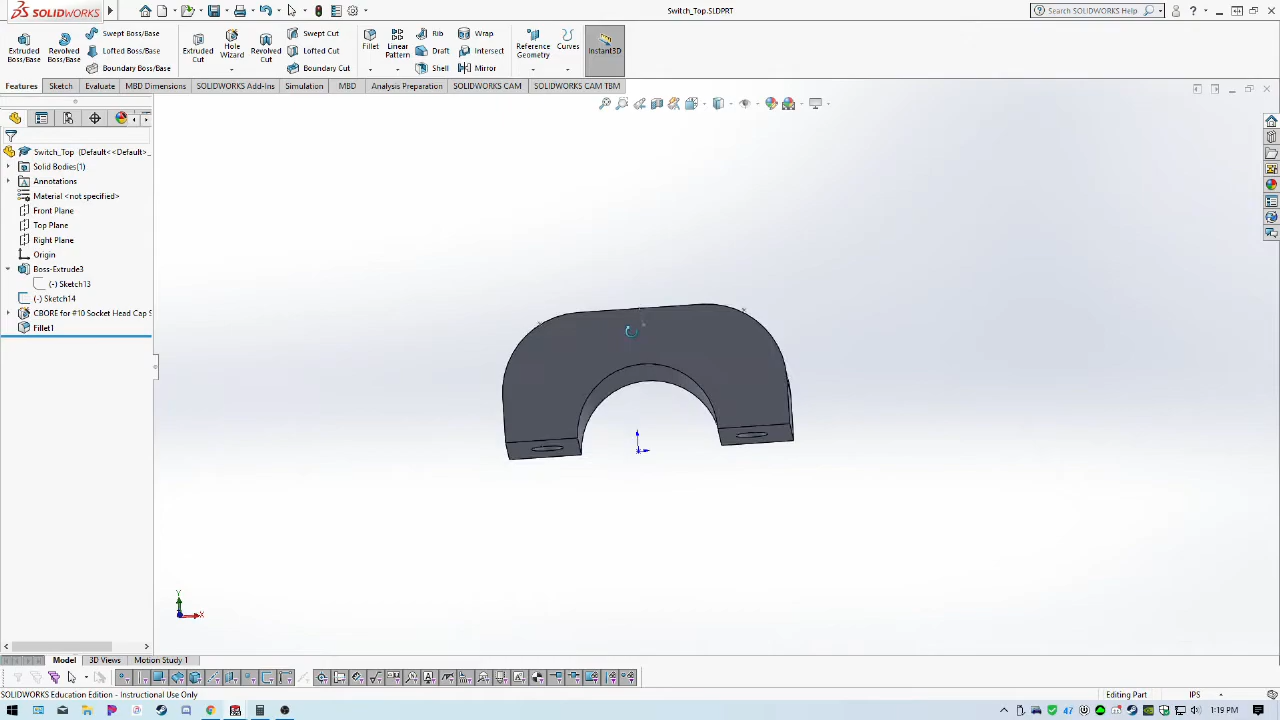 SOLIDWORKS
Switch_Top.SLDPRT
Search SOLIDWORKS Help
Extruded Boss/Base
Revolved Boss/Base
Swept Boss/Base
Lofted Boss/Base
Boundary Boss/Base
Extruded Cut
Hole Wizard
Revolved Cut
Swept Cut
Lofted Cut
Boundary Cut
Fillet
Linear Pattern
Rib
Draft
Shell
Wrap
Intersect
Mirror
Reference Geometry
Curves
Instant3D
Features Sketch Evaluate MBD Dimensions SOLIDWORKS Add-Ins Simulation MBD Analysis Preparation SOLIDWORKS CAM SOLIDWORKS CAM TBM
Switch_Top (Default<<Default>_
Solid Bodies(1)
Annotations
Material <not specified>
Front Plane
Top Plane
Right Plane
Origin
Boss-Extrude3
(-) Sketch13
(-) Sketch14
CBORE for #10 Socket Head Cap S
Fillet1
Y
X
Model 3D Views Motion Study 1
SOLIDWORKS Education Edition - Instructional Use Only
Editing Part
IPS
47
1:19 PM